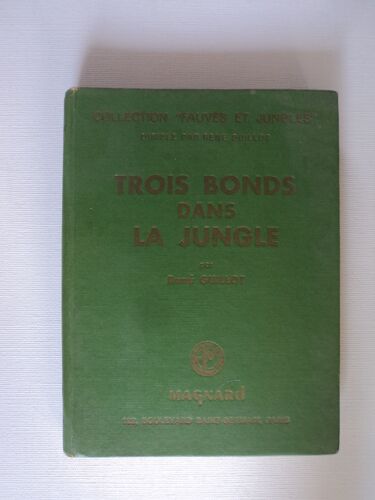 COLLECTION "FAUVES ET JUNGLES"
DIRIGÉE PAR RENÉ GUILLOT
TROIS BONDS
DANS
LA JUNGLE
par
René GUILLOT
MAGNARD
122, BOULEVARD SAINT-GERMAIN, PARIS